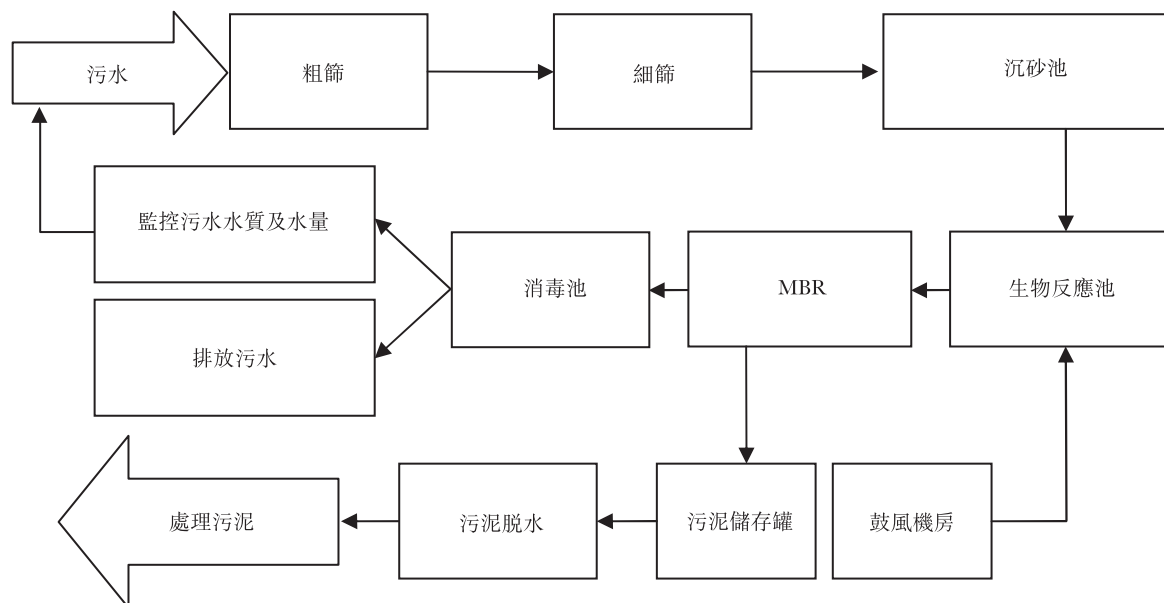 污水
粗篩
細篩
沉砂池
監控污水水質及水量
消毒池
MBR
生物反應池
排放污水
處理污泥
污泥脫水
污泥儲存罐
鼓風機房